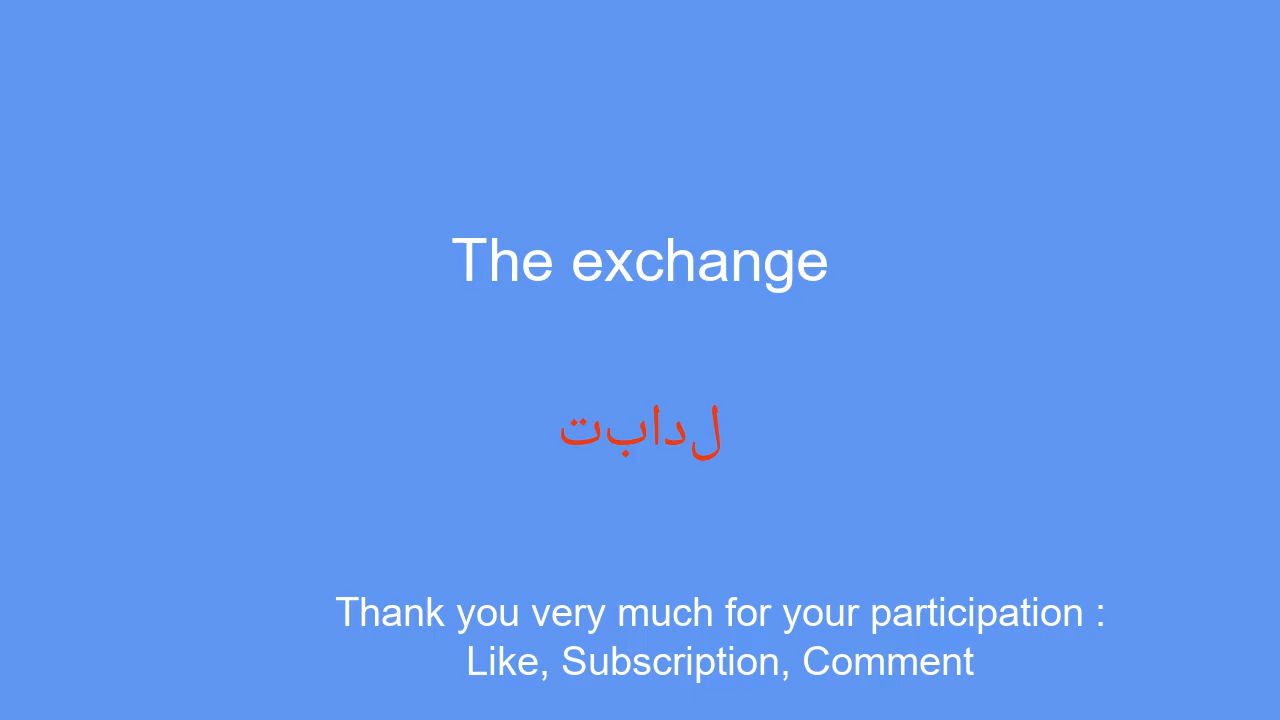 The exchange
تبادل
Thank you very much for your participation :
Like, Subscription, Comment